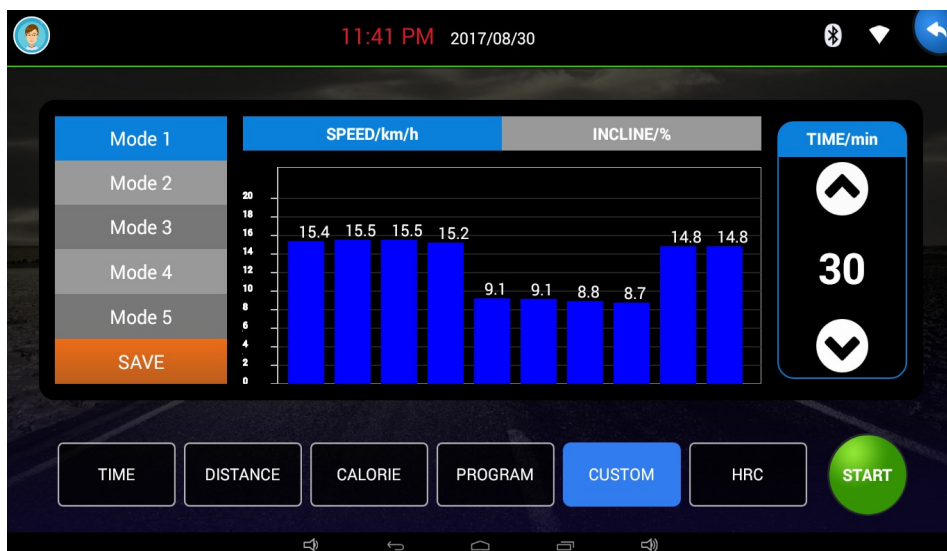 11:41 PM 2017/08/30
Mode 1
Mode 2
Mode 3
Mode 4
Mode 5
SAVE
SPEED/km/h INCLINE/%
20
18
16
14
12
10
8
6
4
2
0
15.4 15.5 15.5 15.2 9.1 9.1 8.8 8.7 14.8 14.8
TIME/min
30
TIME DISTANCE CALORIE PROGRAM CUSTOM HRC START